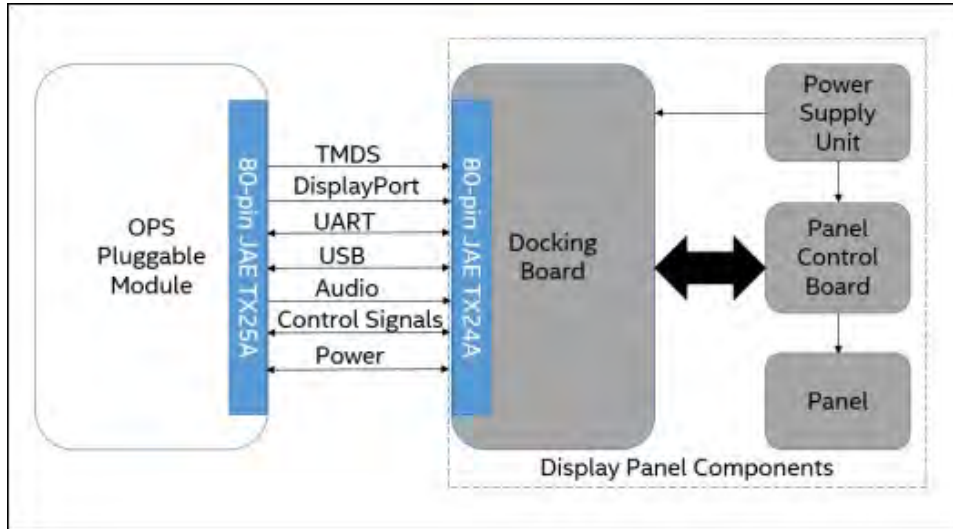 OPS
Pluggable
Module
80-pin JAE TX25A
TMDS
DisplayPort
UART
USB
Audio
Control Signals
Power
80-pin JAE TX24A
Docking
Board
Power
Supply
Unit
Panel
Control
Board
Panel
Display Panel Components